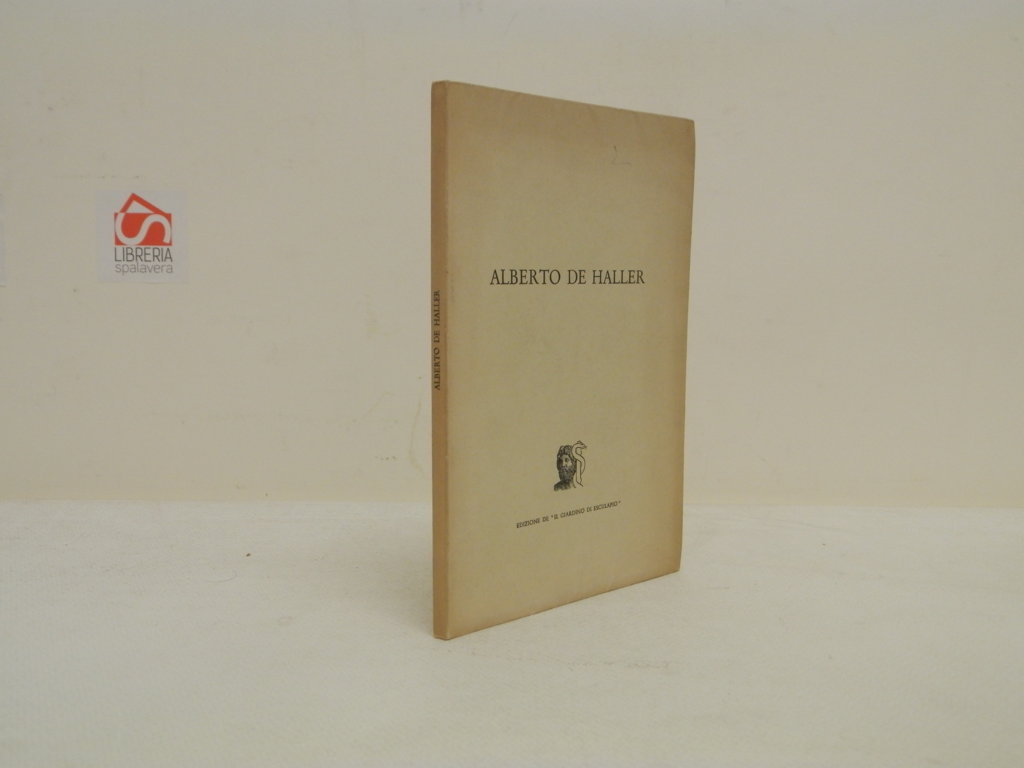 LIBRERIA
spalavera
ALBERTO DE HALLER
ALBERTO DE HALLER
EDIZIONE DE "IL GIARDINO DI ESCULAPIO"